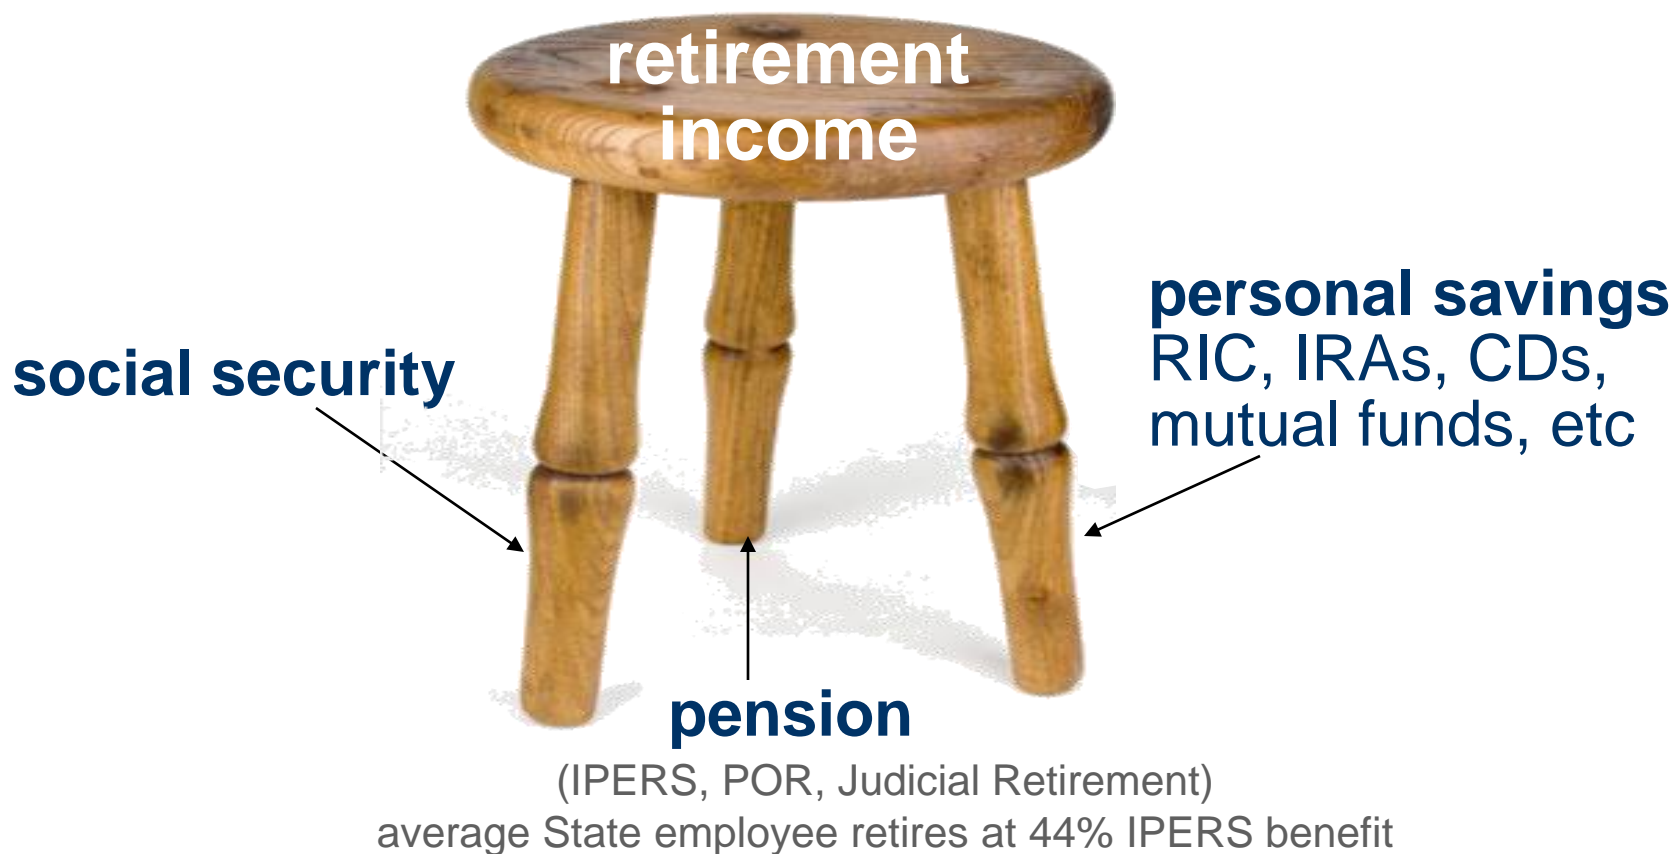 retirement
income
social security
personal savings
RIC, IRAs, CDs,
mutual funds, etc
pension
(IPERS, POR, Judicial Retirement)
average State employee retires at 44% IPERS benefit